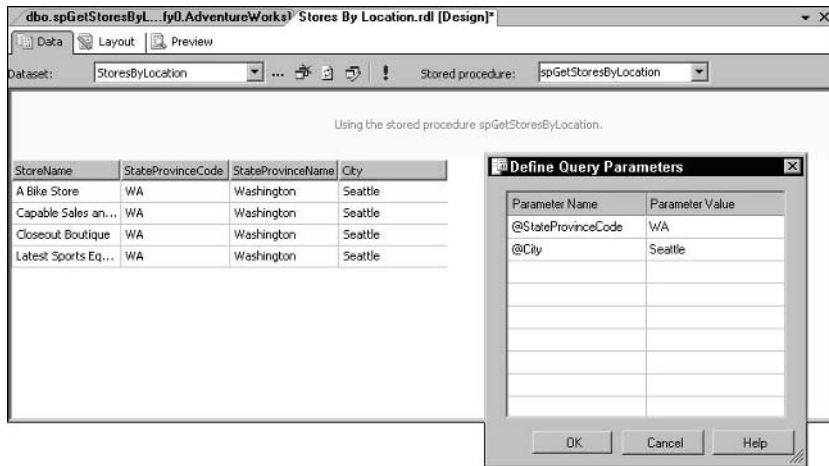 dbo.spGetStoresByL...fy0.AdventureWorks) Stores By Location.rdl [Design]*
Data Layout Preview
Dataset: StoresByLocation ... ! Stored procedure: spGetStoresByLocation
Using the stored procedure spGetStoresByLocation.
StoreName StateProvinceCode StateProvinceName City
A Bike Store WA Washington Seattle
Capable Sales an... WA Washington Seattle
Closeout Boutique WA Washington Seattle
Latest Sports Eq... WA Washington Seattle
Define Query Parameters
Parameter Name Parameter Value
@StateProvinceCode WA
@City Seattle
OK Cancel Help